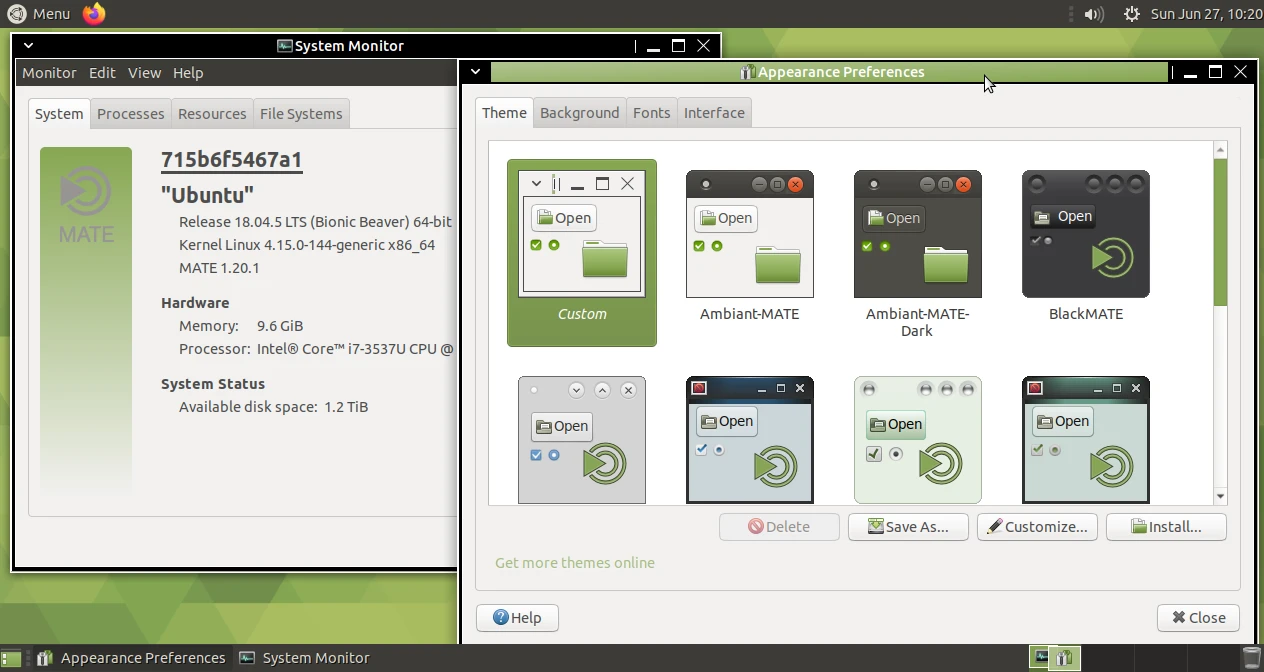 Menu
Sun Jun 27, 10:20
System Monitor
Monitor Edit View Help
System Processes Resources File Systems
MATE
715b6f5467a1
"Ubuntu"
Release 18.04.5 LTS (Bionic Beaver) 64-bit
Kernel Linux 4.15.0-144-generic x86_64
MATE 1.20.1
Hardware
Memory: 9.6 GiB
Processor: Intel® Core™ i7-3537U CPU @
System Status
Available disk space: 1.2 TiB
Appearance Preferences
Theme Background Fonts Interface
Open Open Open Open
Custom
Ambiant-MATE
Ambiant-MATE-
Dark
BlackMATE
Open Open Open Open
Delete Save As... Customize... Install...
Get more themes online
Help Close
Appearance Preferences System Monitor